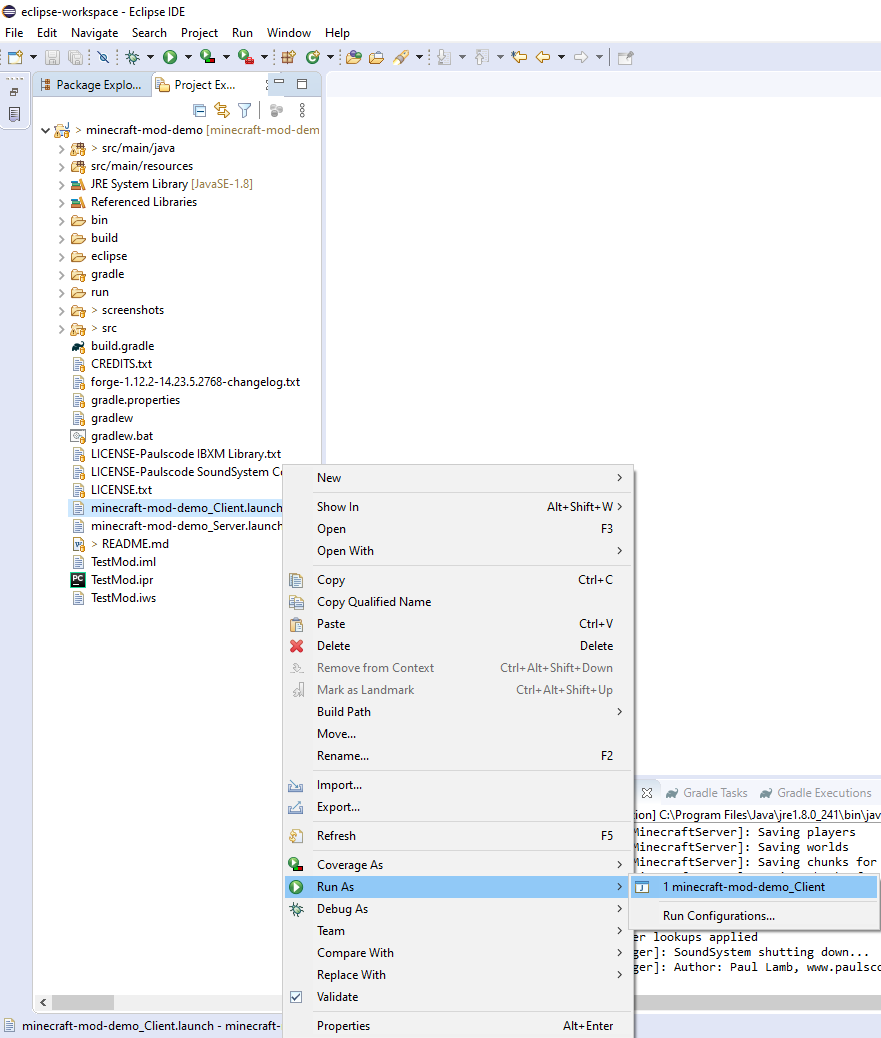 eclipse-workspace - Eclipse IDE
File Edit Navigate Search Project Run Window Help
Package Explo... Project Ex...
> minecraft-mod-demo [minecraft-mod-dem
> src/main/java
src/main/resources
JRE System Library [JavaSE-1.8]
Referenced Libraries
bin
build
eclipse
gradle
run
> screenshots
> src
build.gradle
CREDITS.txt
forge-1.12.2-14.23.5.2768-changelog.txt
gradle.properties
gradlew
gradlew.bat
LICENSE-Paulscode IBXM Library.txt
LICENSE-Paulscode SoundSystem Co
LICENSE.txt
minecraft-mod-demo_Client.launch
minecraft-mod-demo_Server.launch
> README.md
TestMod.iml
PC TestMod.ipr
TestMod.iws
New
Show In Alt+Shift+W
Open F3
Open With
Copy Ctrl+C
Copy Qualified Name
Paste Ctrl+V
Delete Delete
Remove from Context Ctrl+Alt+Shift+Down
Mark as Landmark Ctrl+Alt+Shift+Up
Build Path
Move...
Rename... F2
Import...
Export...
Refresh F5
Coverage As
Run As
Debug As
Team
Compare With
Replace With
Validate
Properties Alt+Enter
1 minecraft-mod-demo_Client
Run Configurations...
Gradle Tasks Gradle Executions
tion] C:\Program Files\Java\jre1.8.0_241\bin\jav
MinecraftServer]: Saving players
MinecraftServer]: Saving worlds
MinecraftServer]: Saving chunks for
er lookups applied
ger]: SoundSystem shutting down...
ger]: Author: Paul Lamb, www.paulsco
minecraft-mod-demo_Client.launch - minecraft-